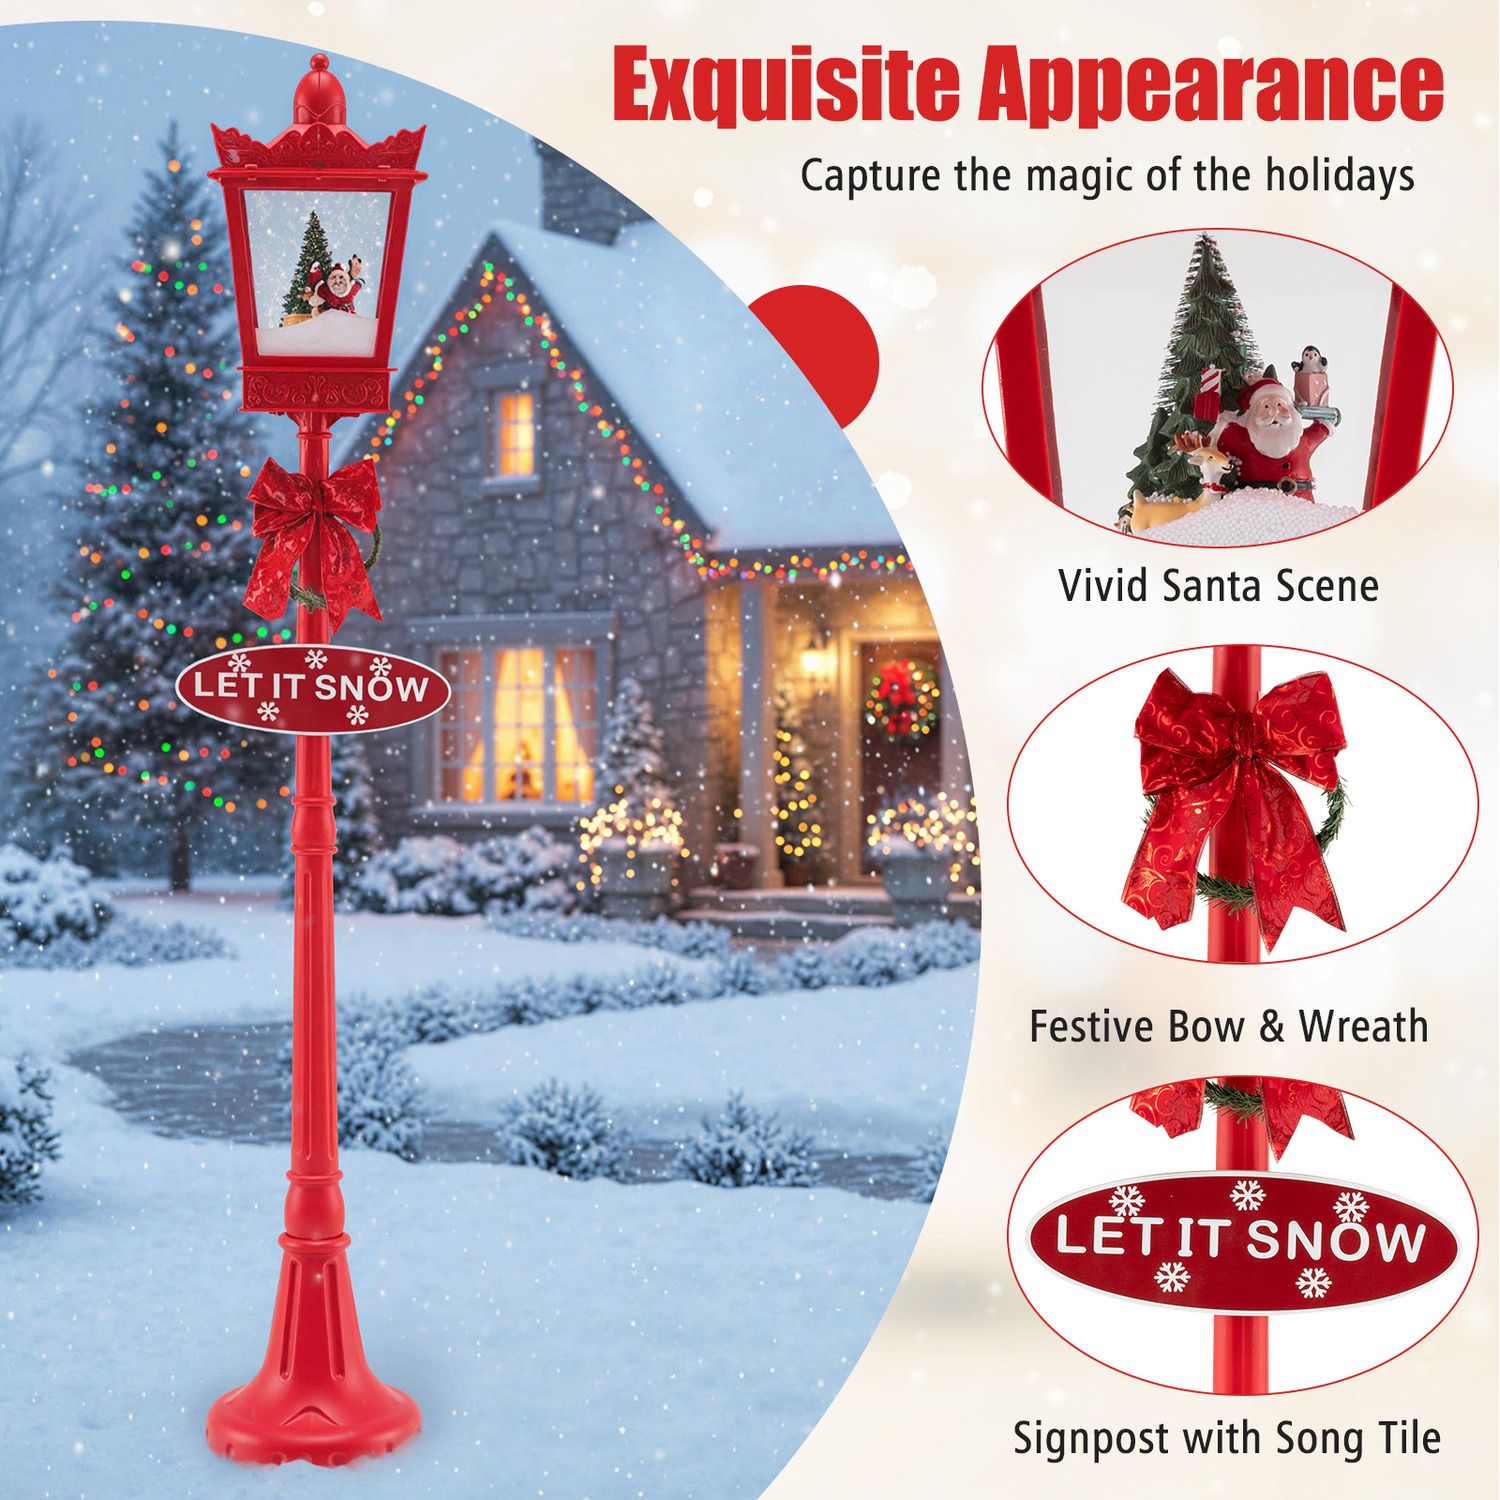 Exquisite Appearance
Capture the magic of the holidays
LET IT SNOW
Vivid Santa Scene
Festive Bow & Wreath
LET IT SNOW
Signpost with Song Tile